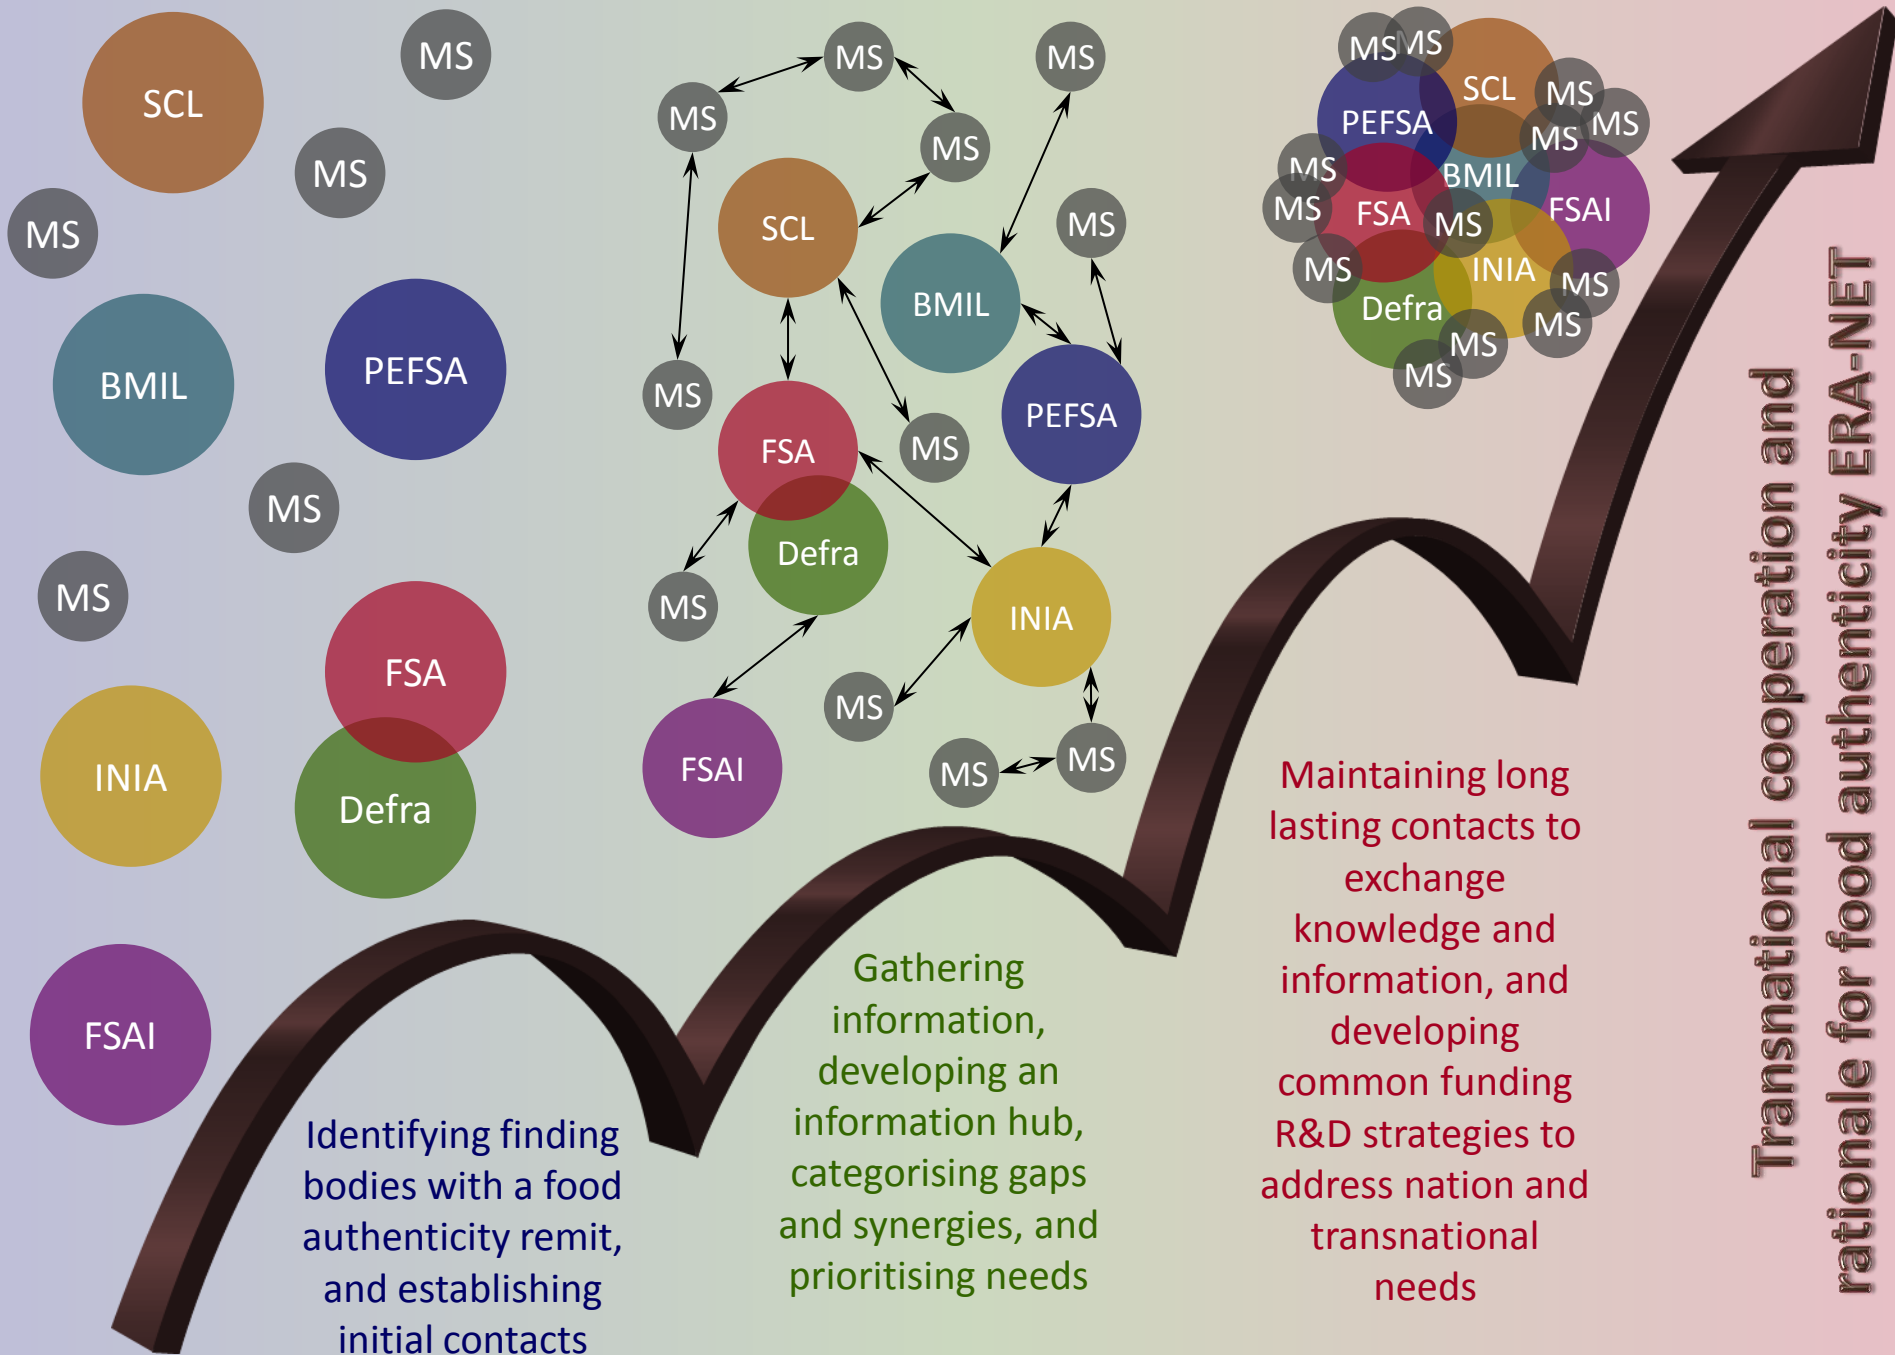 SCL
MS
MS
MS
BMIL
PEFSA
MS
MS
FSA
INIA
Defra
FSAI
Identifying finding
bodies with a food
authenticity remit,
and establishing
initial contacts
MS
MS
MS
MS
SCL
MS
BMIL
MS
PEFSA
FSA
MS
Defra
MS
INIA
MS
FSAI
MS
MS
Gathering
information,
developing an
information hub,
categorising gaps
and synergies, and
prioritising needs
MS
MS
SCL
MS
PEFSA
MS
MS
MS
BMIL
MS
FSA
MS
FSAI
MS
INIA
MS
Defra
MS
MS
MS
Maintaining long
lasting contacts to
exchange
knowledge and
information, and
developing
common funding
R&D strategies to
address nation and
transnational
needs
Transnational cooperation and
rationale for food authenticity ERA-NET